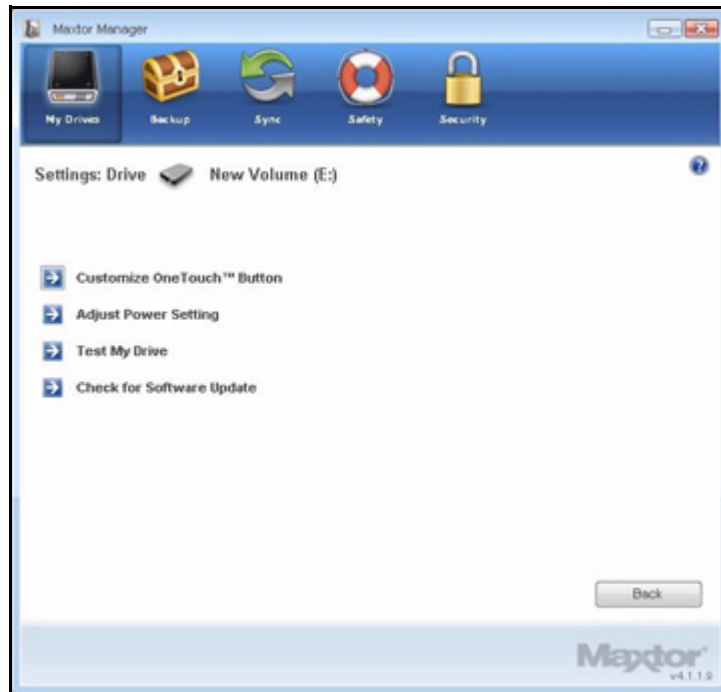 Maxtor Manager
My Drives Backup Sync Safety Security
Settings: Drive New Volume (E:)
?
Customize OneTouch™ Button
Adjust Power Setting
Test My Drive
Check for Software Update
Back
Maxtor
v4.1.1.9